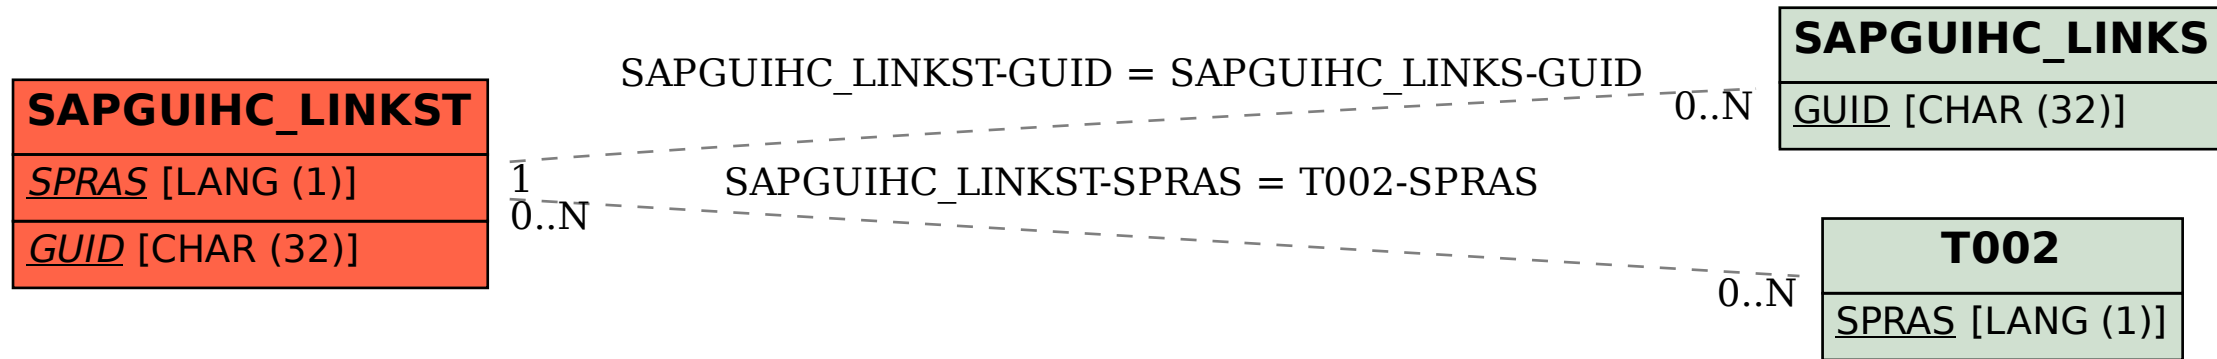 SAPGUIHC_LINKST
SPRAS [LANG (1)]
GUID [CHAR (32)]
SAPGUIHC_LINKST-GUID = SAPGUIHC_LINKS-GUID
1
0..N
SAPGUIHC_LINKST-SPRAS = T002-SPRAS
0..N
0..N
SAPGUIHC_LINKS
GUID [CHAR (32)]
T002
SPRAS [LANG (1)]